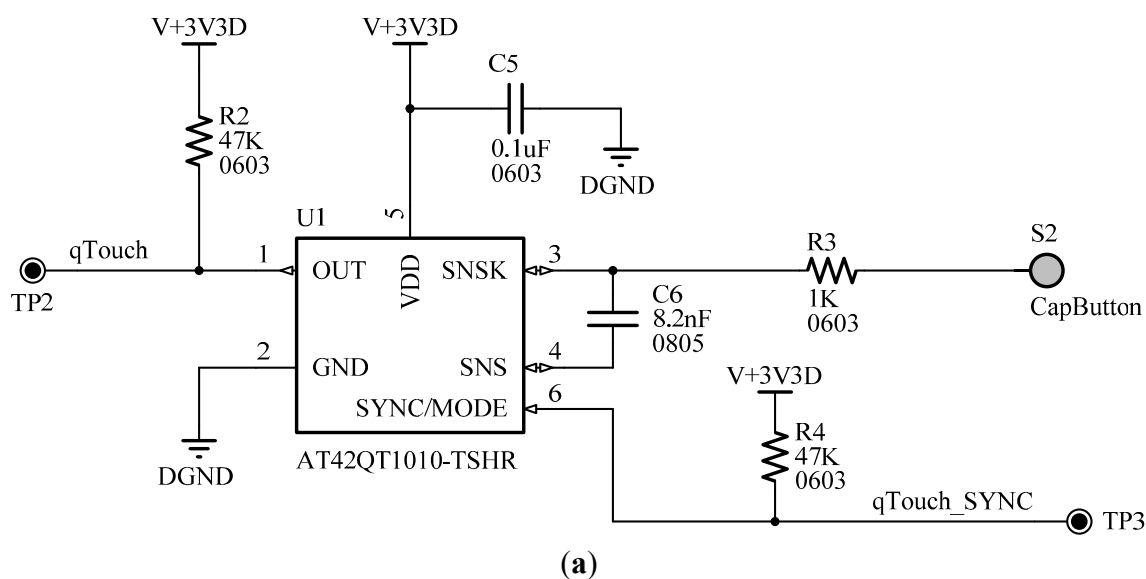 V+3V3D
V+3V3D
C5
R2
47K
0603
0.1uF
0603
DGND
U1
5
qTouch
1
OUT
VDD
SNSK
3
R3
1K
0603
S2
CapButton
TP2
C6
8.2nF
0805
2
GND
SNS
4
SYNC/MODE
6
V+3V3D
DGND
AT42QT1010-TSHR
R4
47K
0603
qTouch_SYNC
TP3
(a)